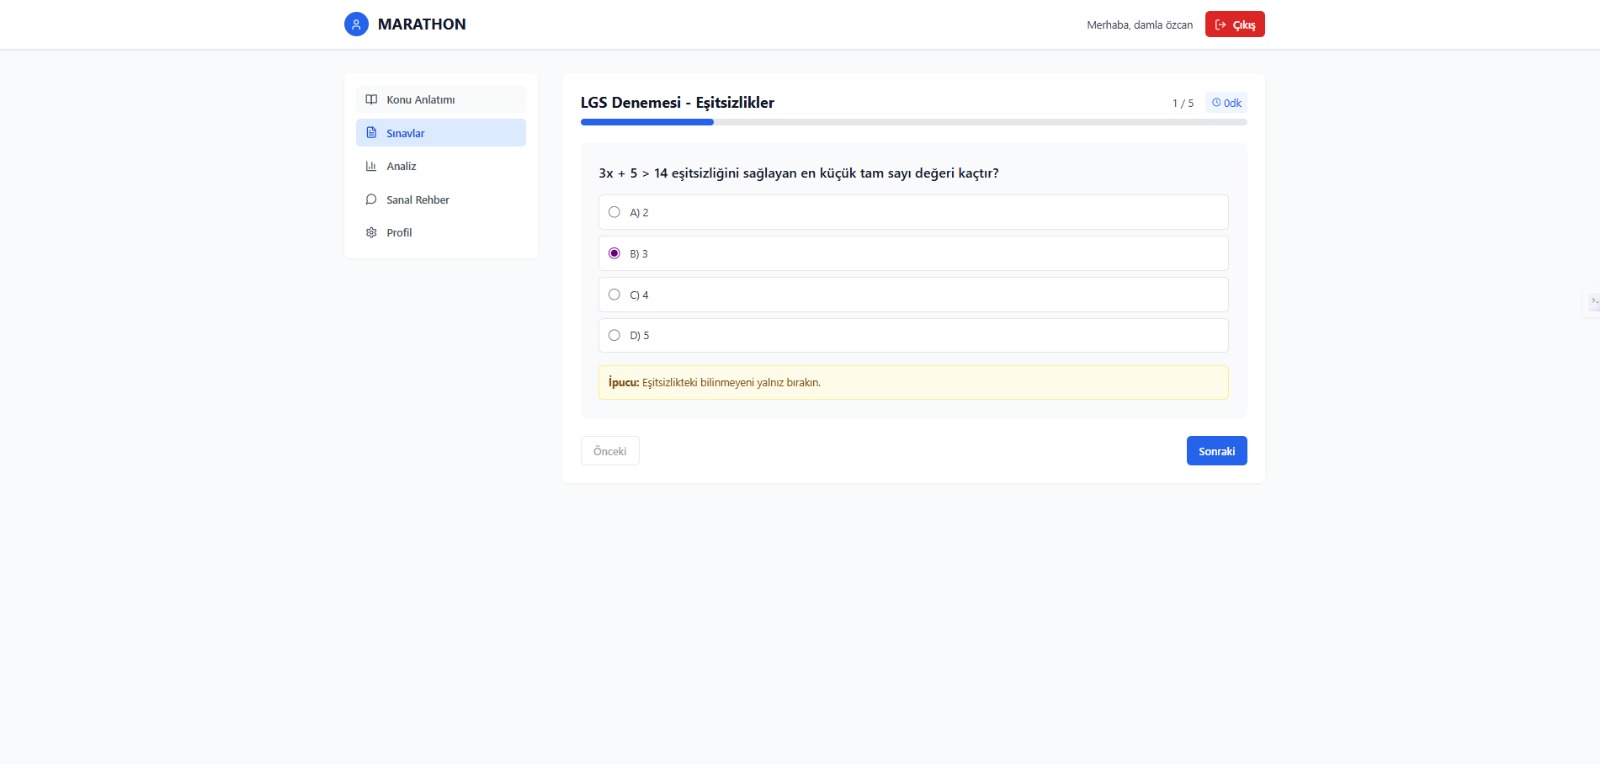 MARATHON
Merhaba, damla özcan
Çıkış
Konu Anlatımı
Sınavlar
Analiz
Sanal Rehber
Profil
LGS Denemesi - Eşitsizlikler
1 / 5
0dk
3x + 5 > 14 eşitsizliğini sağlayan en küçük tam sayı değeri kaçtır?
A) 2
B) 3
C) 4
D) 5
İpucu: Eşitsizlikteki bilinmeyeni yalnız bırakın.
Önceki
Sonraki